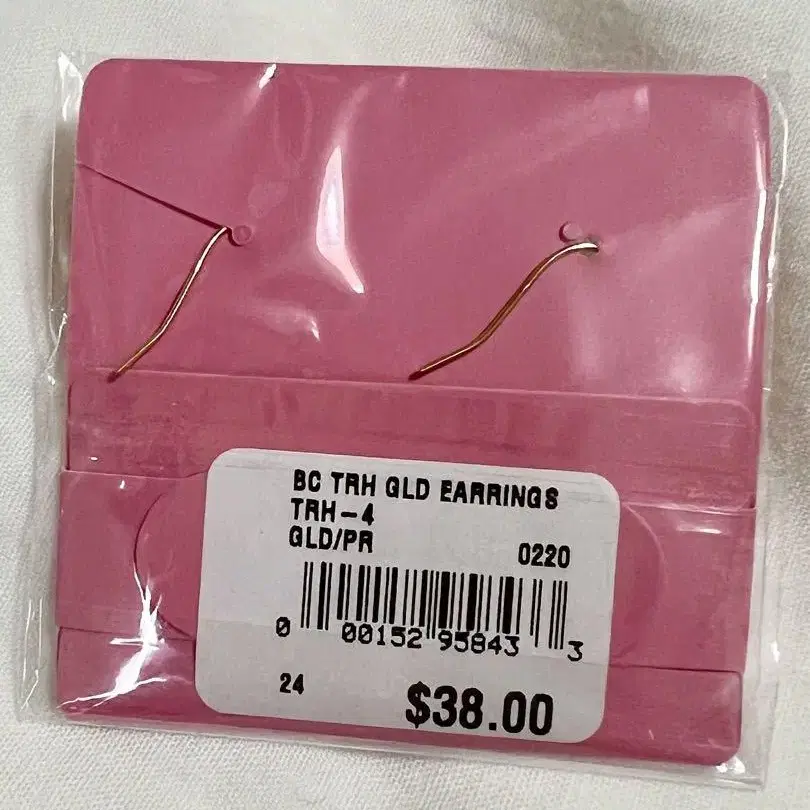 BC TRH GLD EARRINGS
TRH-4
GLD/PR 0220
0 00152 95843 3
24 $38.00